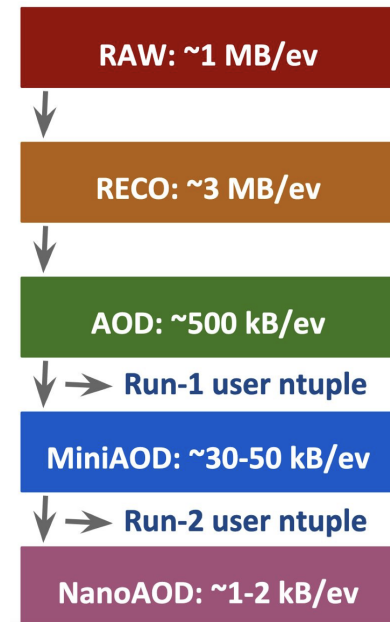 RAW: ~1 MB/ev
RECO: ~3 MB/ev
AOD: ~500 kB/ev
Run-1 user ntuple
MiniAOD: ~30-50 kB/ev
Run-2 user ntuple
NanoAOD: ~1-2 kB/ev